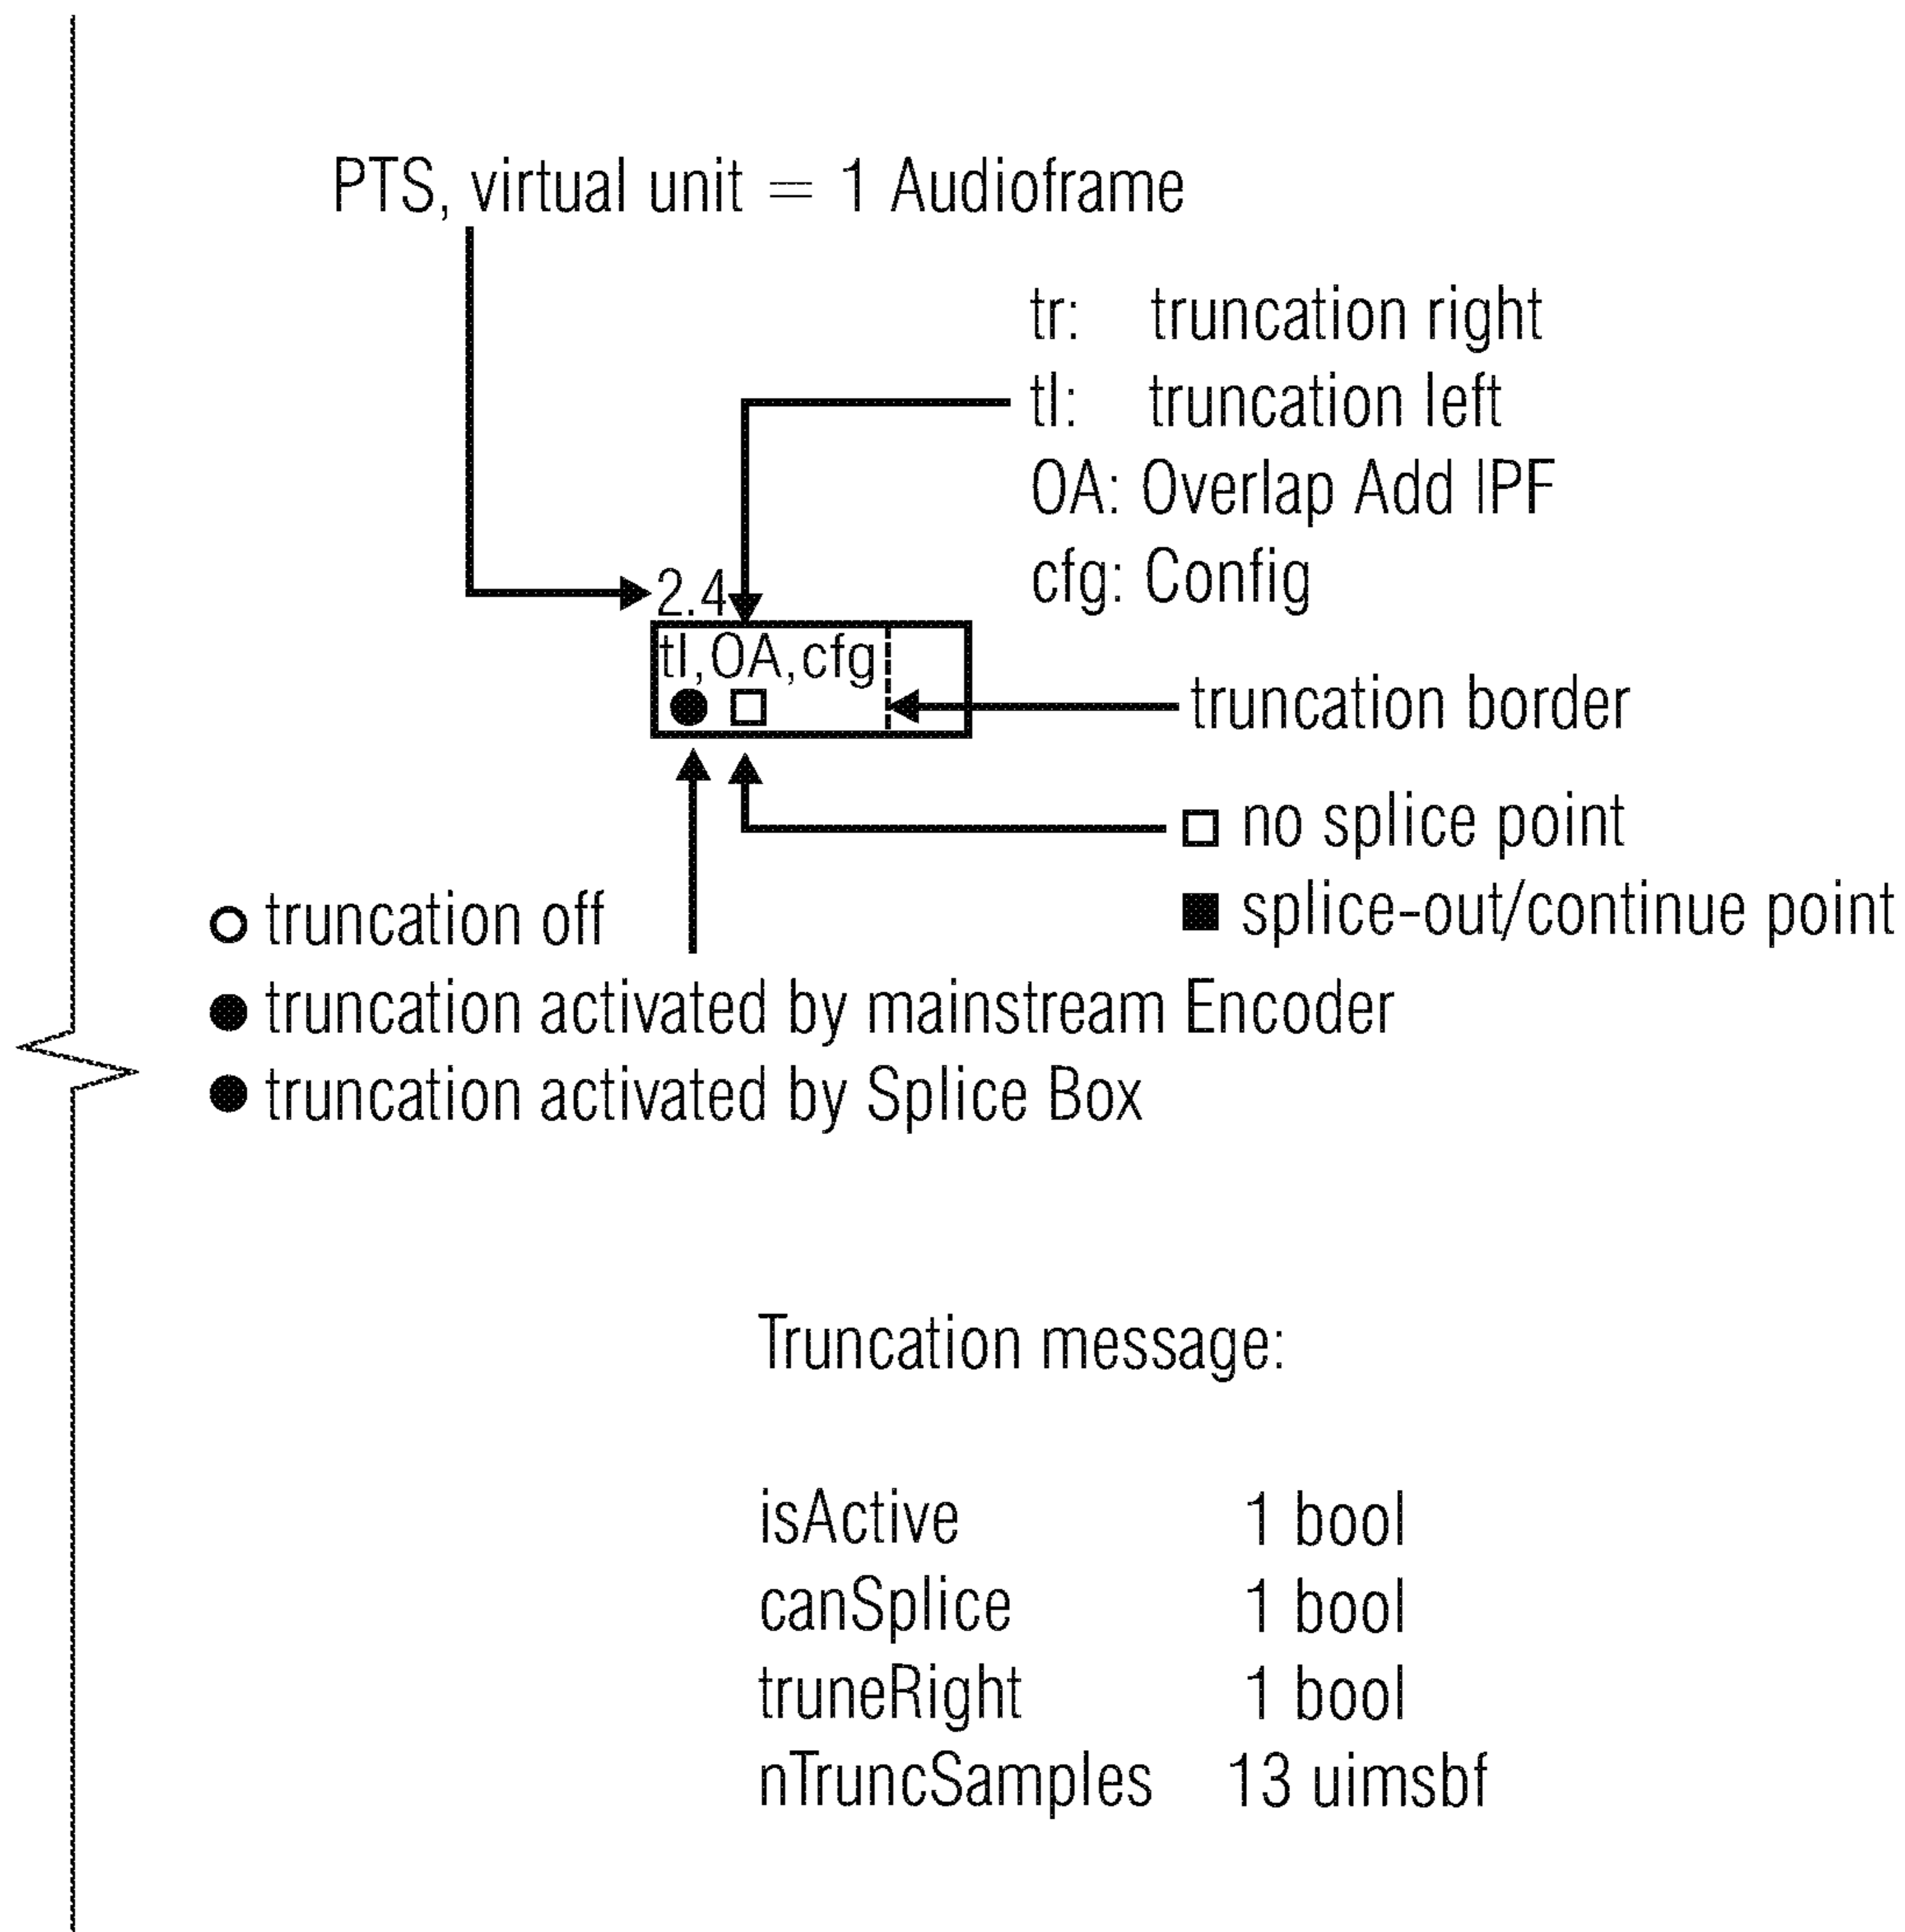 PTS, virtual unit = 1 Audioframe
tr: truncation right
tl: truncation left
OA: Overlap Add IPF
cfg: Config
2.4
tl,OA,cfg
truncation border
no splice point
splice-out/continue point
truncation off
truncation activated by mainstream Encoder
truncation activated by Splice Box
Truncation message:
isActive 1 bool
canSplice 1 bool
truneRight 1 bool
nTruncSamples 13 uimsbf